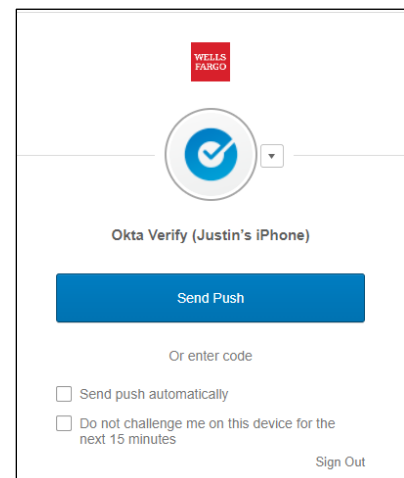 WELLS
FARGO
Okta Verify (Justin's iPhone)
Send Push
Or enter code
Send push automatically
Do not challenge me on this device for the
next 15 minutes
Sign Out